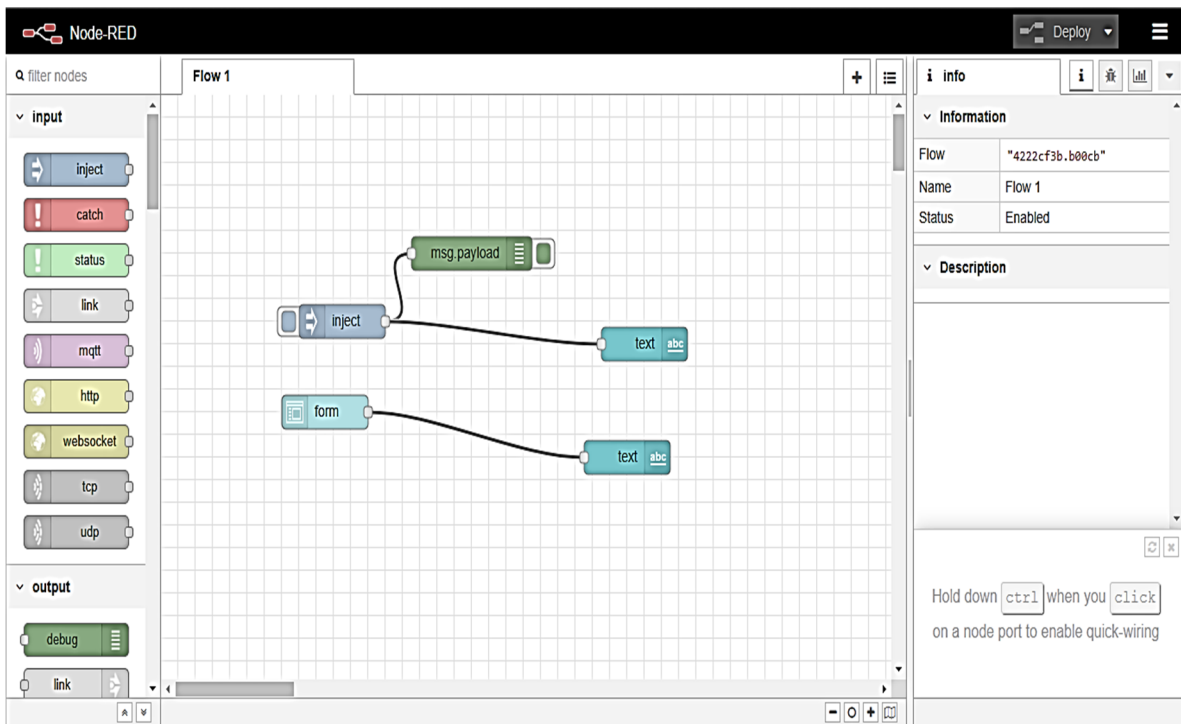 Node-RED
Deploy
filter nodes
input
inject
catch
status
link
mqtt
http
websocket
tcp
udp
output
debug
link
Flow 1
msg.payload
inject
text abc
form
text abc
i info
i
Information
Flow "4222cf3b.b00cb"
Name Flow 1
Status Enabled
Description
Hold down ctrl when you click
on a node port to enable quick-wiring